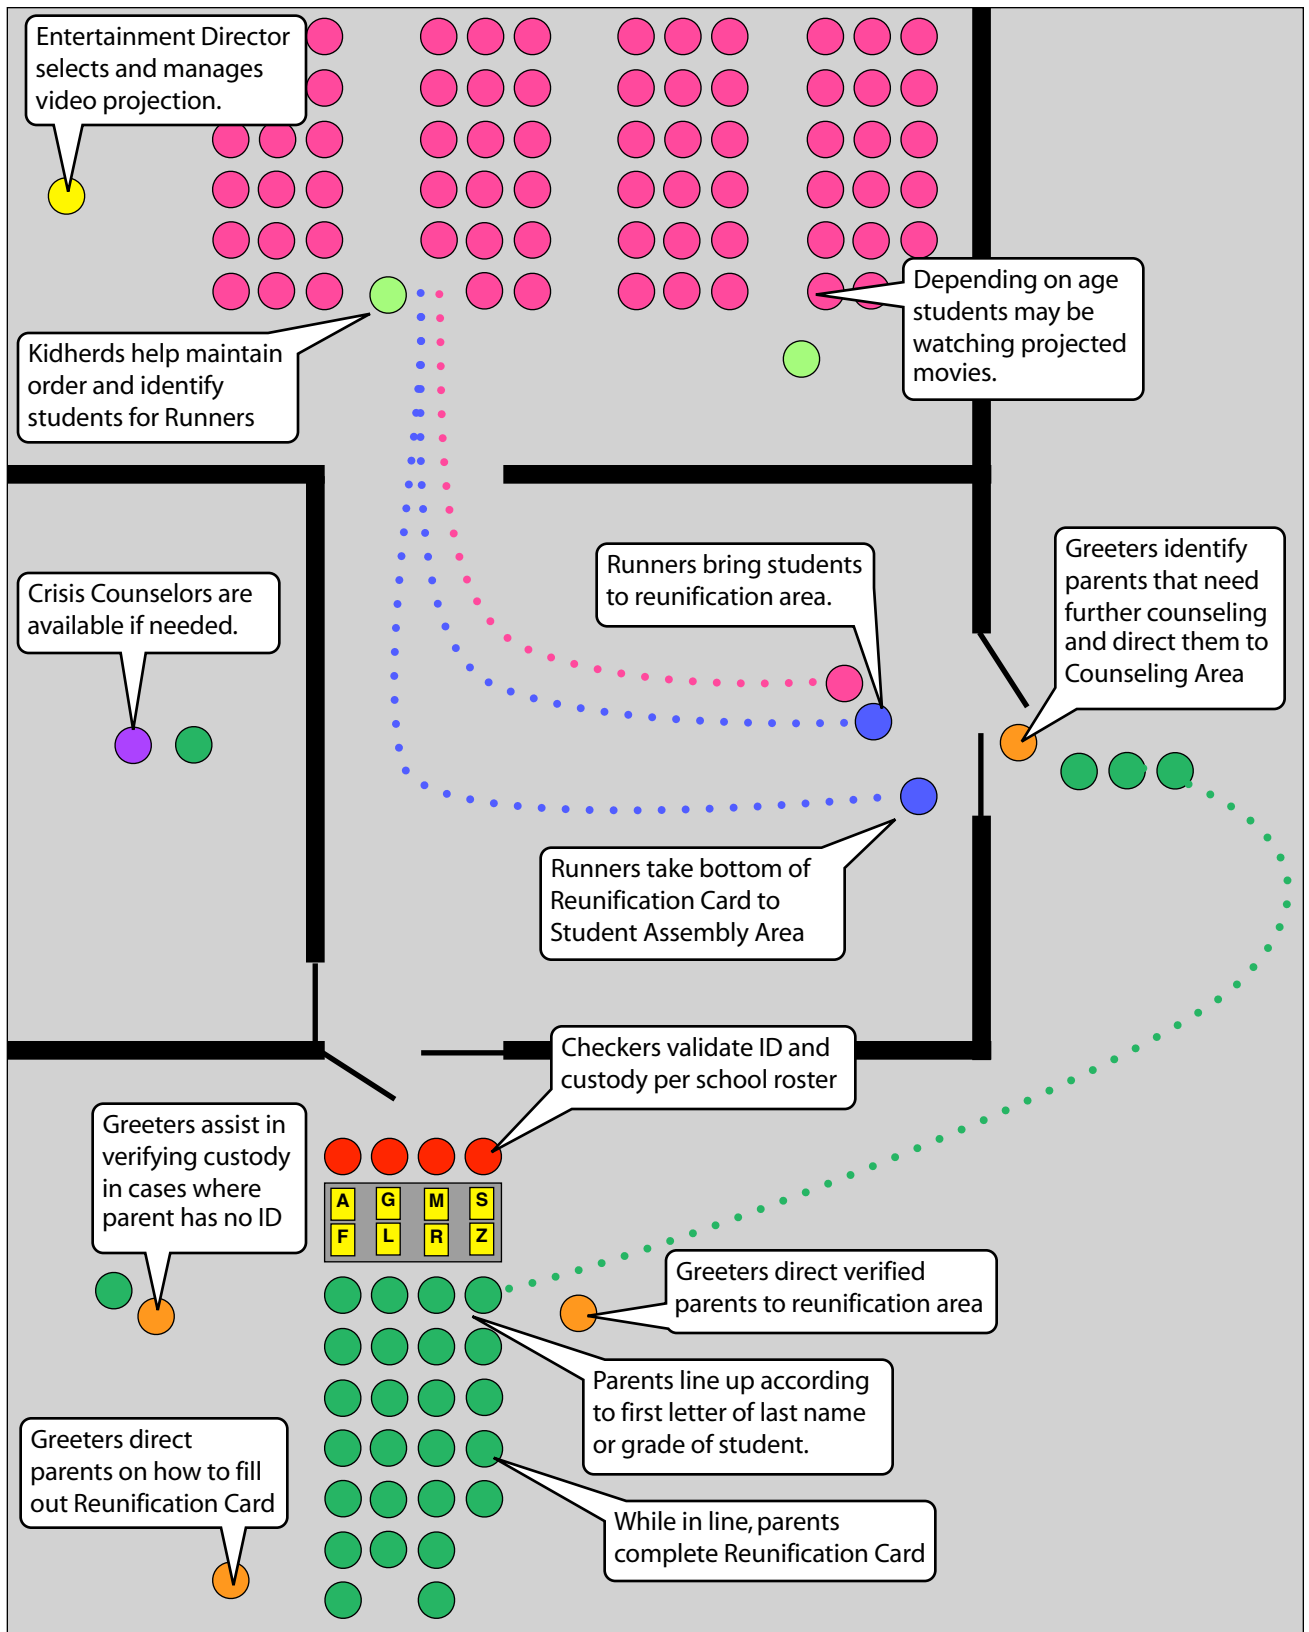 Entertainment Director
selects and manages
video projection.
Depending on age
students may be
watching projected
movies.
Kidherds help maintain
order and identify
students for Runners
Greeters identify
parents that need
further counseling
and direct them to
Counseling Area
Runners bring students
to reunification area.
Crisis Counselors are
available if needed.
Runners take bottom of
Reunification Card to
Student Assembly Area
Checkers validate ID and
custody per school roster
Greeters assist in
verifying custody
in cases where
parent has no ID
A G M S
F L R Z
Greeters direct verified
parents to reunification area
Parents line up according
to first letter of last name
or grade of student.
Greeters direct
parents on how to fill
out Reunification Card
While in line, parents
complete Reunification Card